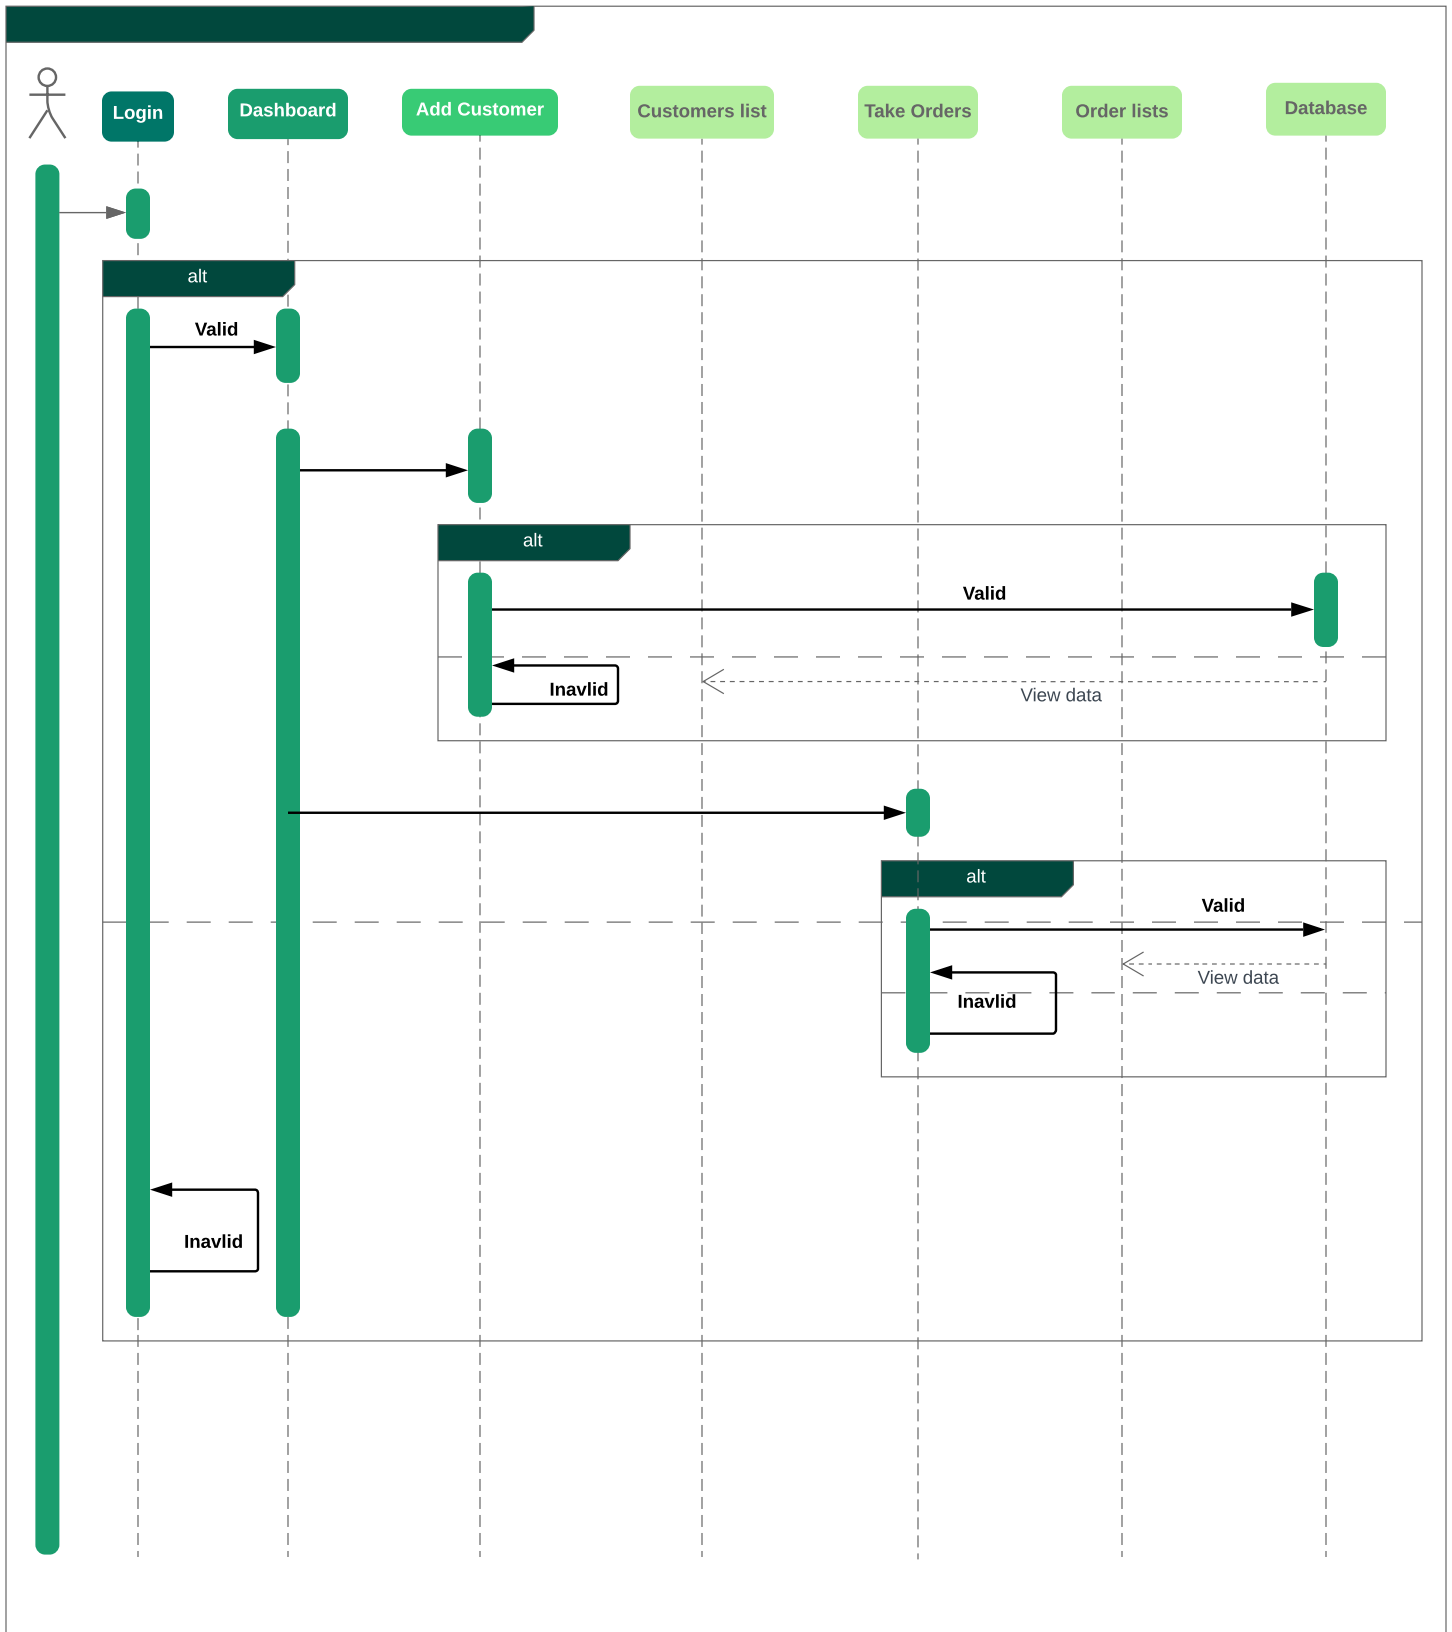 Login
Dashboard
Add Customer
Customers list
Take Orders
Order lists
Database
alt
Valid
alt
Valid
Inavlid
View data
alt
Valid
View data
Inavlid
Inavlid